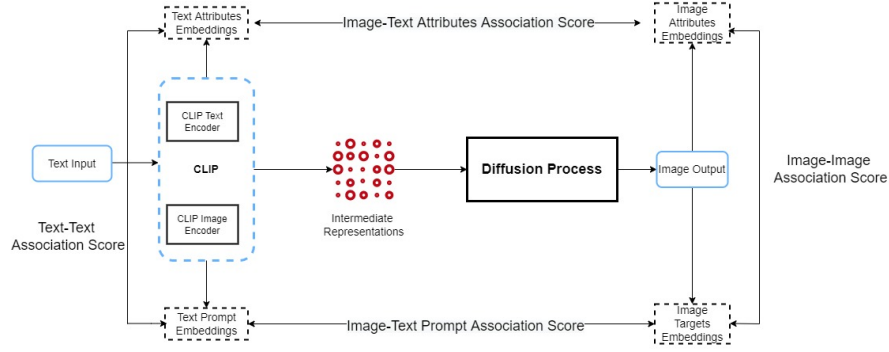 Text Attributes
Embeddings
Image-Text Attributes Association Score
Image
Attributes
Embeddings
CLIP Text
Encoder
Text Input
CLIP
Diffusion Process
Image Output
Image-Image
Association Score
CLIP Image
Encoder
Intermediate
Representations
Text-Text
Association Score
Text Prompt
Embeddings
Image-Text Prompt Association Score
Image
Targets
Embeddings